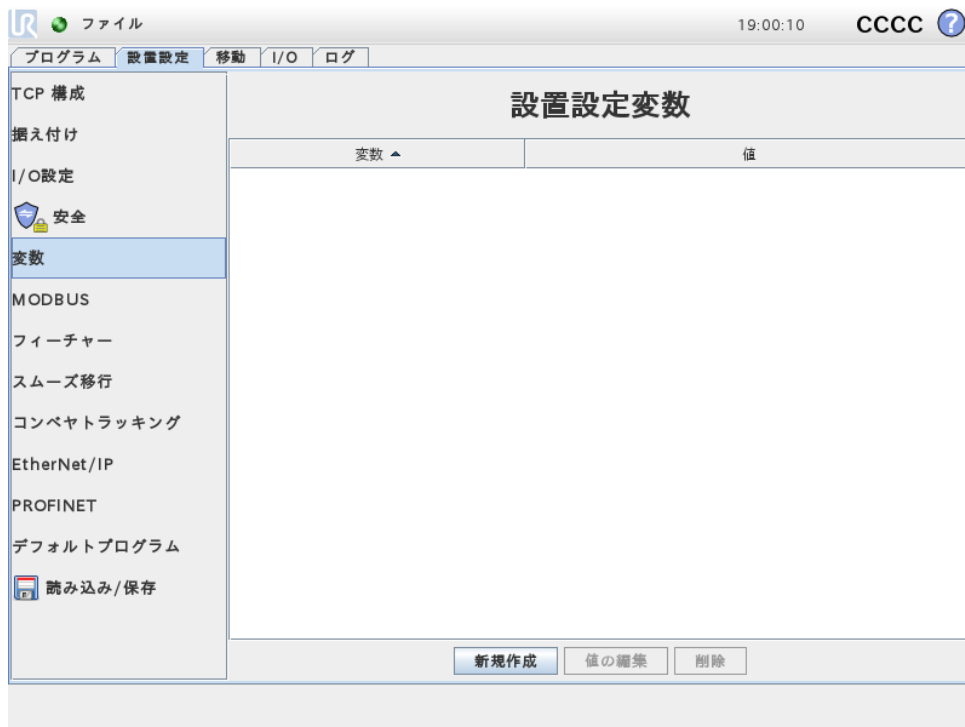 UR ファイル 19:00:10 CCCC ?
プログラム 設置設定 移動 I/O ログ
TCP 構成
据え付け
I/O設定
安全
変数
MODBUS
フィーチャー
スムーズ移行
コンベヤトラッキング
EtherNet/IP
PROFINET
デフォルトプログラム
読み込み/保存
設置設定変数
変数 値
新規作成 値の編集 削除